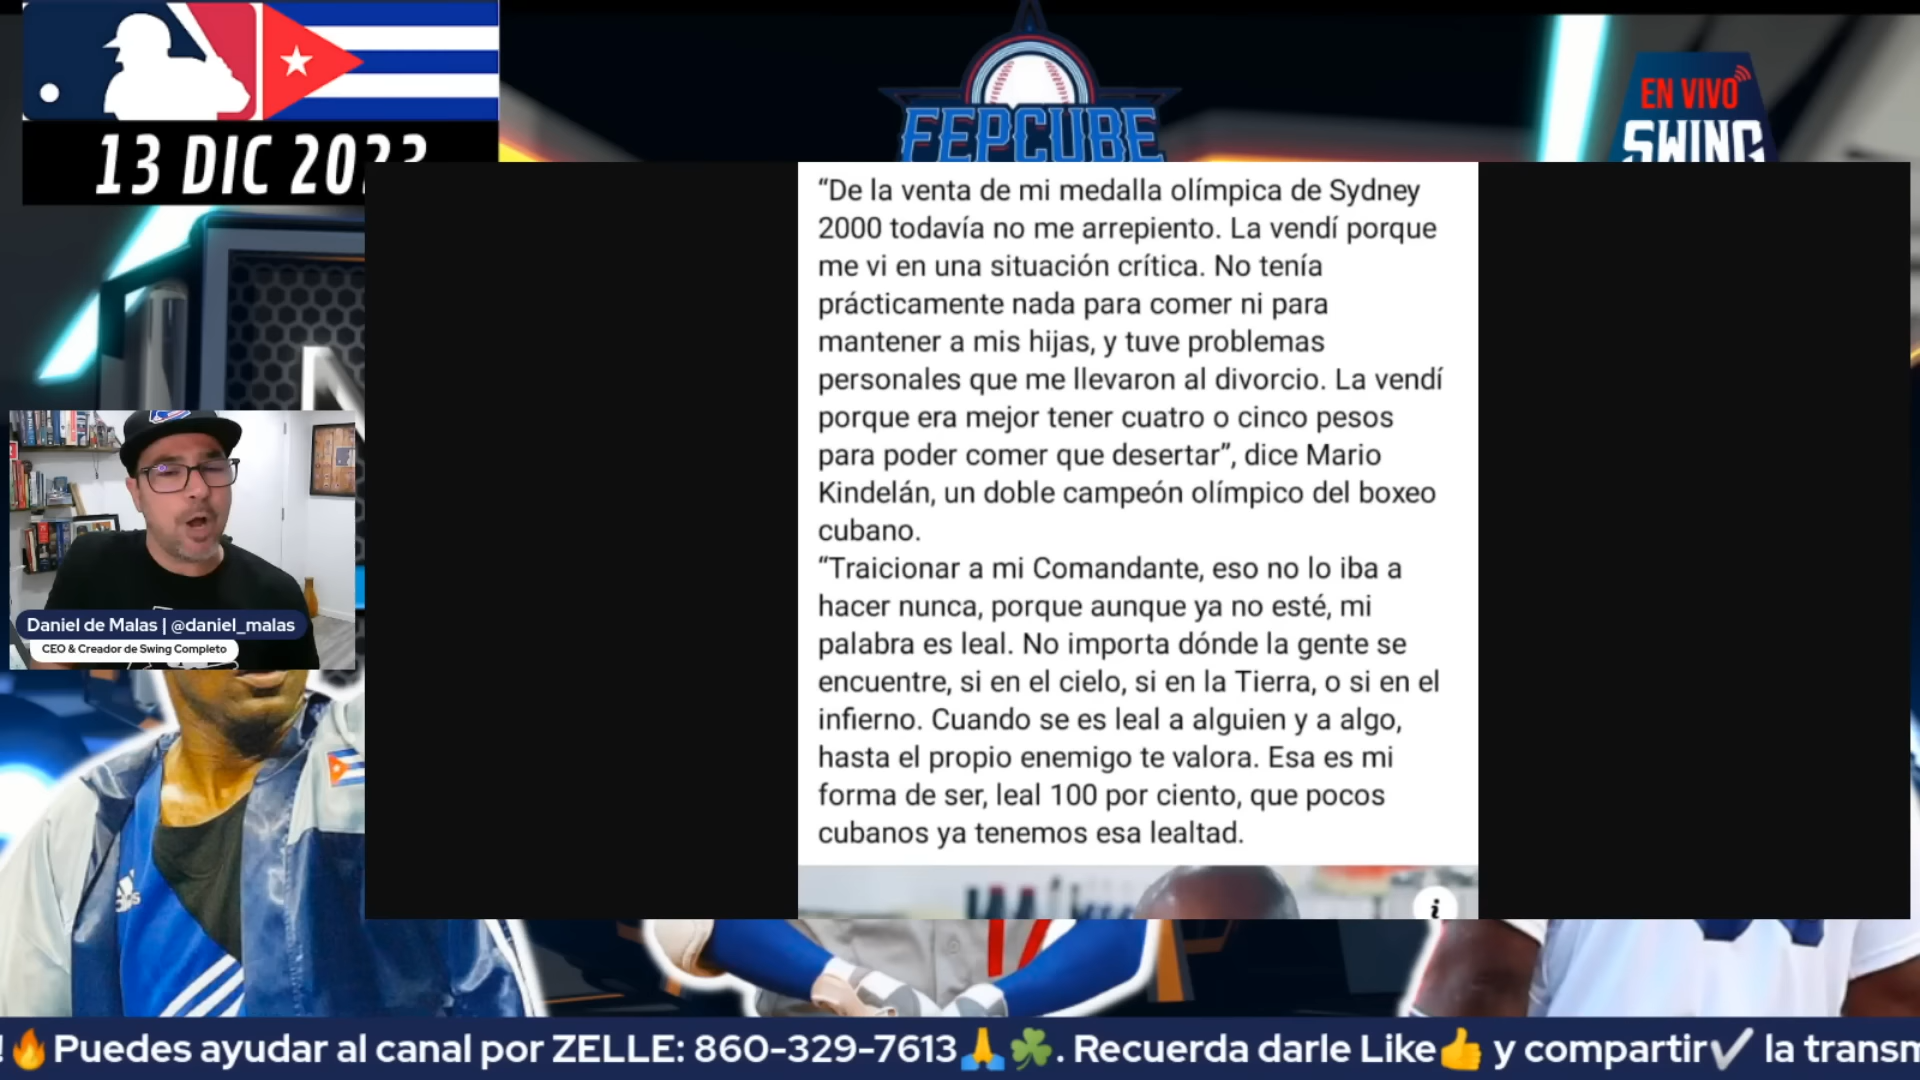 13 DIC 2023
FEPCUBE
EN VIVO
SWING
“De la venta de mi medalla olímpica de Sydney
2000 todavía no me arrepiento. La vendí porque
me vi en una situación crítica. No tenía
prácticamente nada para comer ni para
mantener a mis hijas, y tuve problemas
personales que me llevaron al divorcio. La vendí
porque era mejor tener cuatro o cinco pesos
para poder comer que desertar”, dice Mario
Kindelán, un doble campeón olímpico del boxeo
cubano.
“Traicionar a mi Comandante, eso no lo iba a
hacer nunca, porque aunque ya no esté, mi
palabra es leal. No importa dónde la gente se
encuentre, si en el cielo, si en la Tierra, o si en el
infierno. Cuando se es leal a alguien y a algo,
hasta el propio enemigo te valora. Esa es mi
forma de ser, leal 100 por ciento, que pocos
cubanos ya tenemos esa lealtad.
i
Daniel de Malas | @daniel_malas
CEO & Creador de Swing Completo
adidas
!🔥Puedes ayudar al canal por ZELLE: 860-329-7613🙏☘️. Recuerda darle Like👍 y compartir✔️ la transm